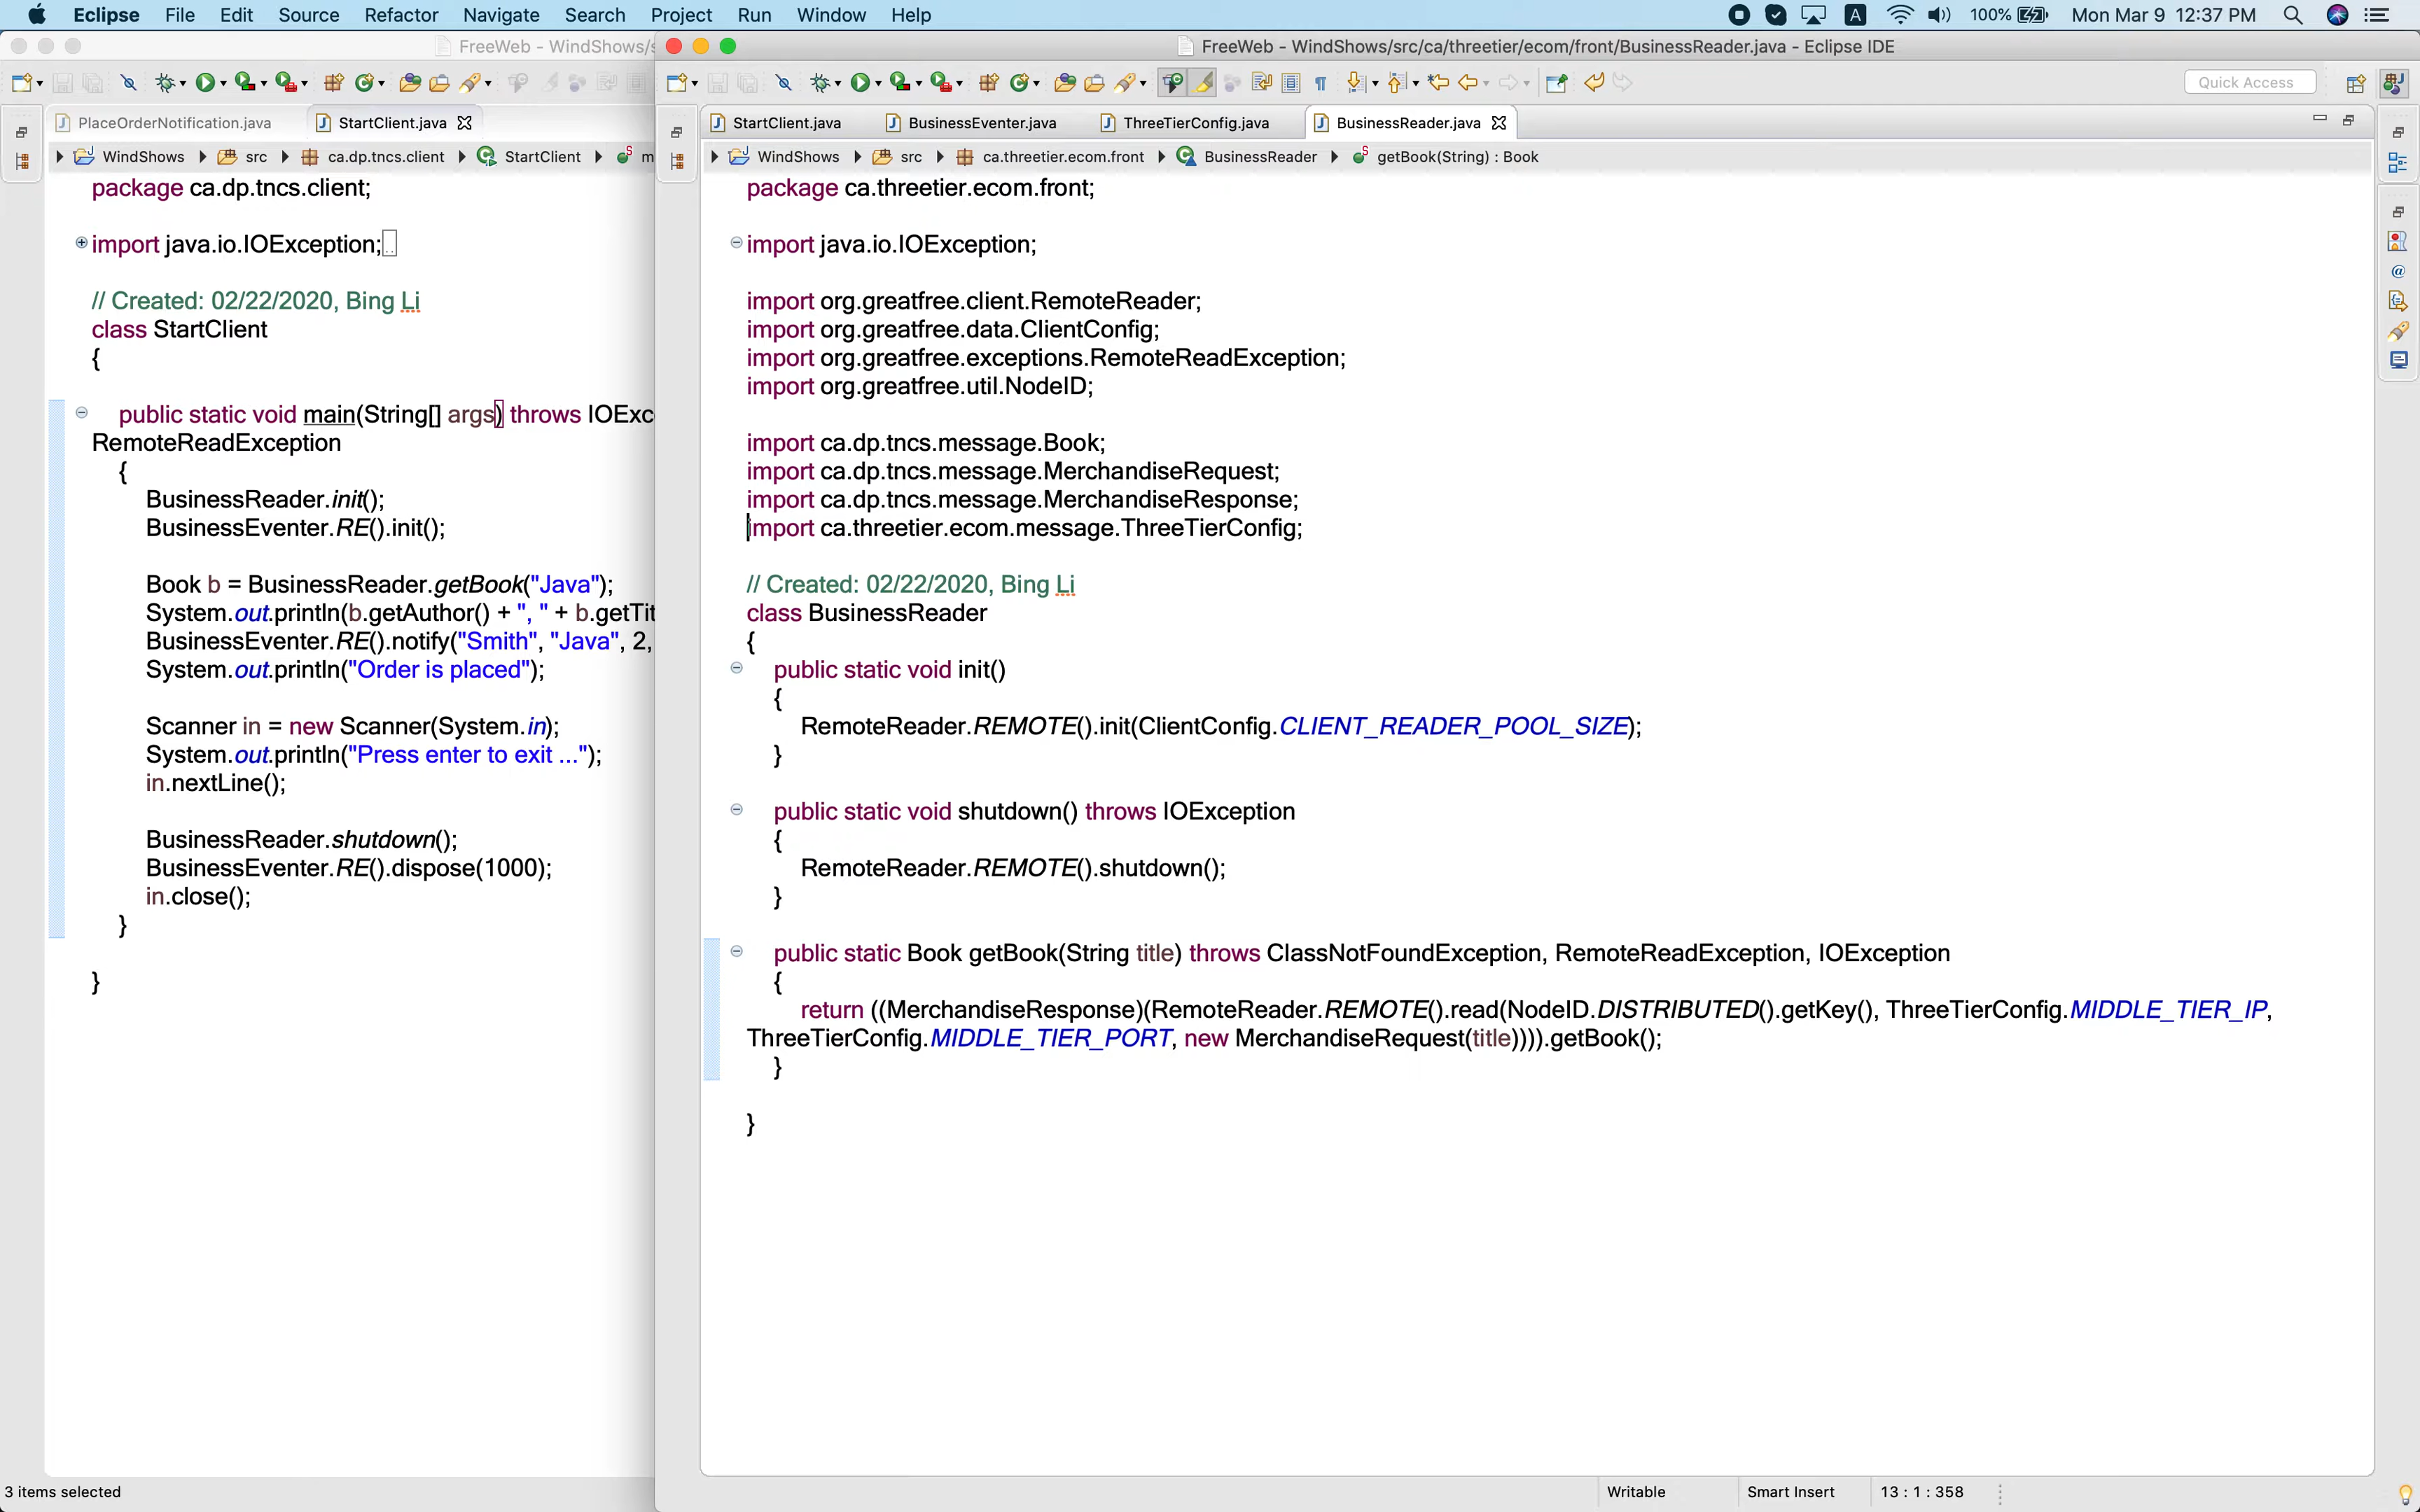 Eclipse File Edit Source Refactor Navigate Search Project Run Window Help
A 100% Mon Mar 9 12:37 PM
FreeWeb - WindShows/s
PlaceOrderNotification.java StartClient.java
WindShows src ca.dp.tncs.client StartClient m
package ca.dp.tncs.client;
import java.io.IOException;
// Created: 02/22/2020, Bing Li
class StartClient
{
public static void main(String[] args) throws IOExc
RemoteReadException
{
BusinessReader.init();
BusinessEventer.RE().init();
Book b = BusinessReader.getBook("Java");
System.out.println(b.getAuthor() + ", " + b.getTit
BusinessEventer.RE().notify("Smith", "Java", 2,
System.out.println("Order is placed");
Scanner in = new Scanner(System.in);
System.out.println("Press enter to exit ...");
in.nextLine();
BusinessReader.shutdown();
BusinessEventer.RE().dispose(1000);
in.close();
}
}
3 items selected
FreeWeb - WindShows/src/ca/threetier/ecom/front/BusinessReader.java - Eclipse IDE
Quick Access
StartClient.java BusinessEventer.java ThreeTierConfig.java BusinessReader.java
WindShows src ca.threetier.ecom.front BusinessReader getBook(String) : Book
package ca.threetier.ecom.front;
import java.io.IOException;
import org.greatfree.client.RemoteReader;
import org.greatfree.data.ClientConfig;
import org.greatfree.exceptions.RemoteReadException;
import org.greatfree.util.NodeID;
import ca.dp.tncs.message.Book;
import ca.dp.tncs.message.MerchandiseRequest;
import ca.dp.tncs.message.MerchandiseResponse;
import ca.threetier.ecom.message.ThreeTierConfig;
// Created: 02/22/2020, Bing Li
class BusinessReader
{
public static void init()
{
RemoteReader.REMOTE().init(ClientConfig.CLIENT_READER_POOL_SIZE);
}
public static void shutdown() throws IOException
{
RemoteReader.REMOTE().shutdown();
}
public static Book getBook(String title) throws ClassNotFoundException, RemoteReadException, IOException
{
return ((MerchandiseResponse)(RemoteReader.REMOTE().read(NodeID.DISTRIBUTED().getKey(), ThreeTierConfig.MIDDLE_TIER_IP,
ThreeTierConfig.MIDDLE_TIER_PORT, new MerchandiseRequest(title)))).getBook();
}
}
Writable Smart Insert 13 : 1 : 358